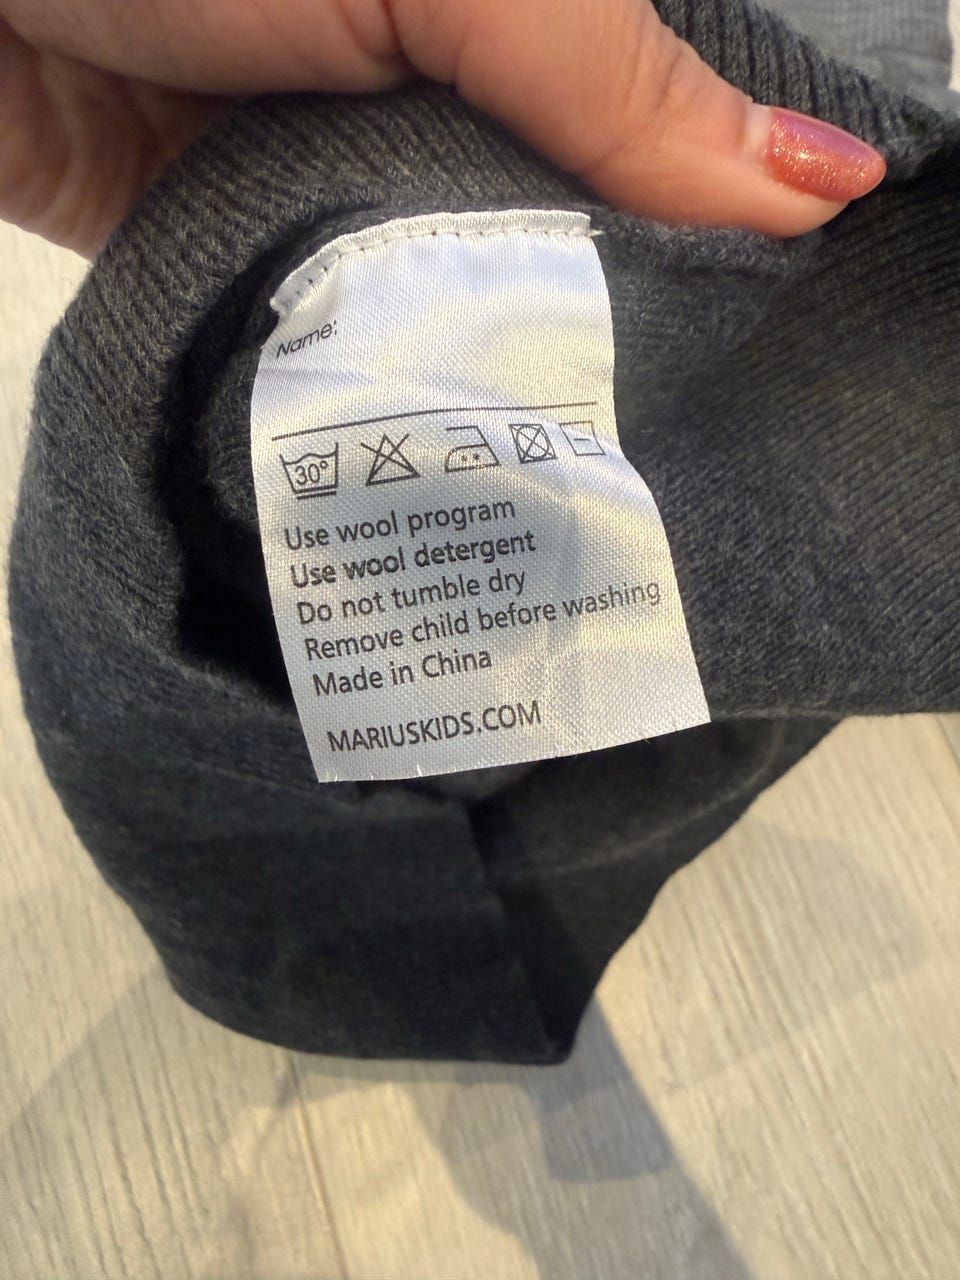 Name:
30°
Use wool program
Use wool detergent
Do not tumble dry
Remove child before washing
Made in China
MARIUSKIDS.COM